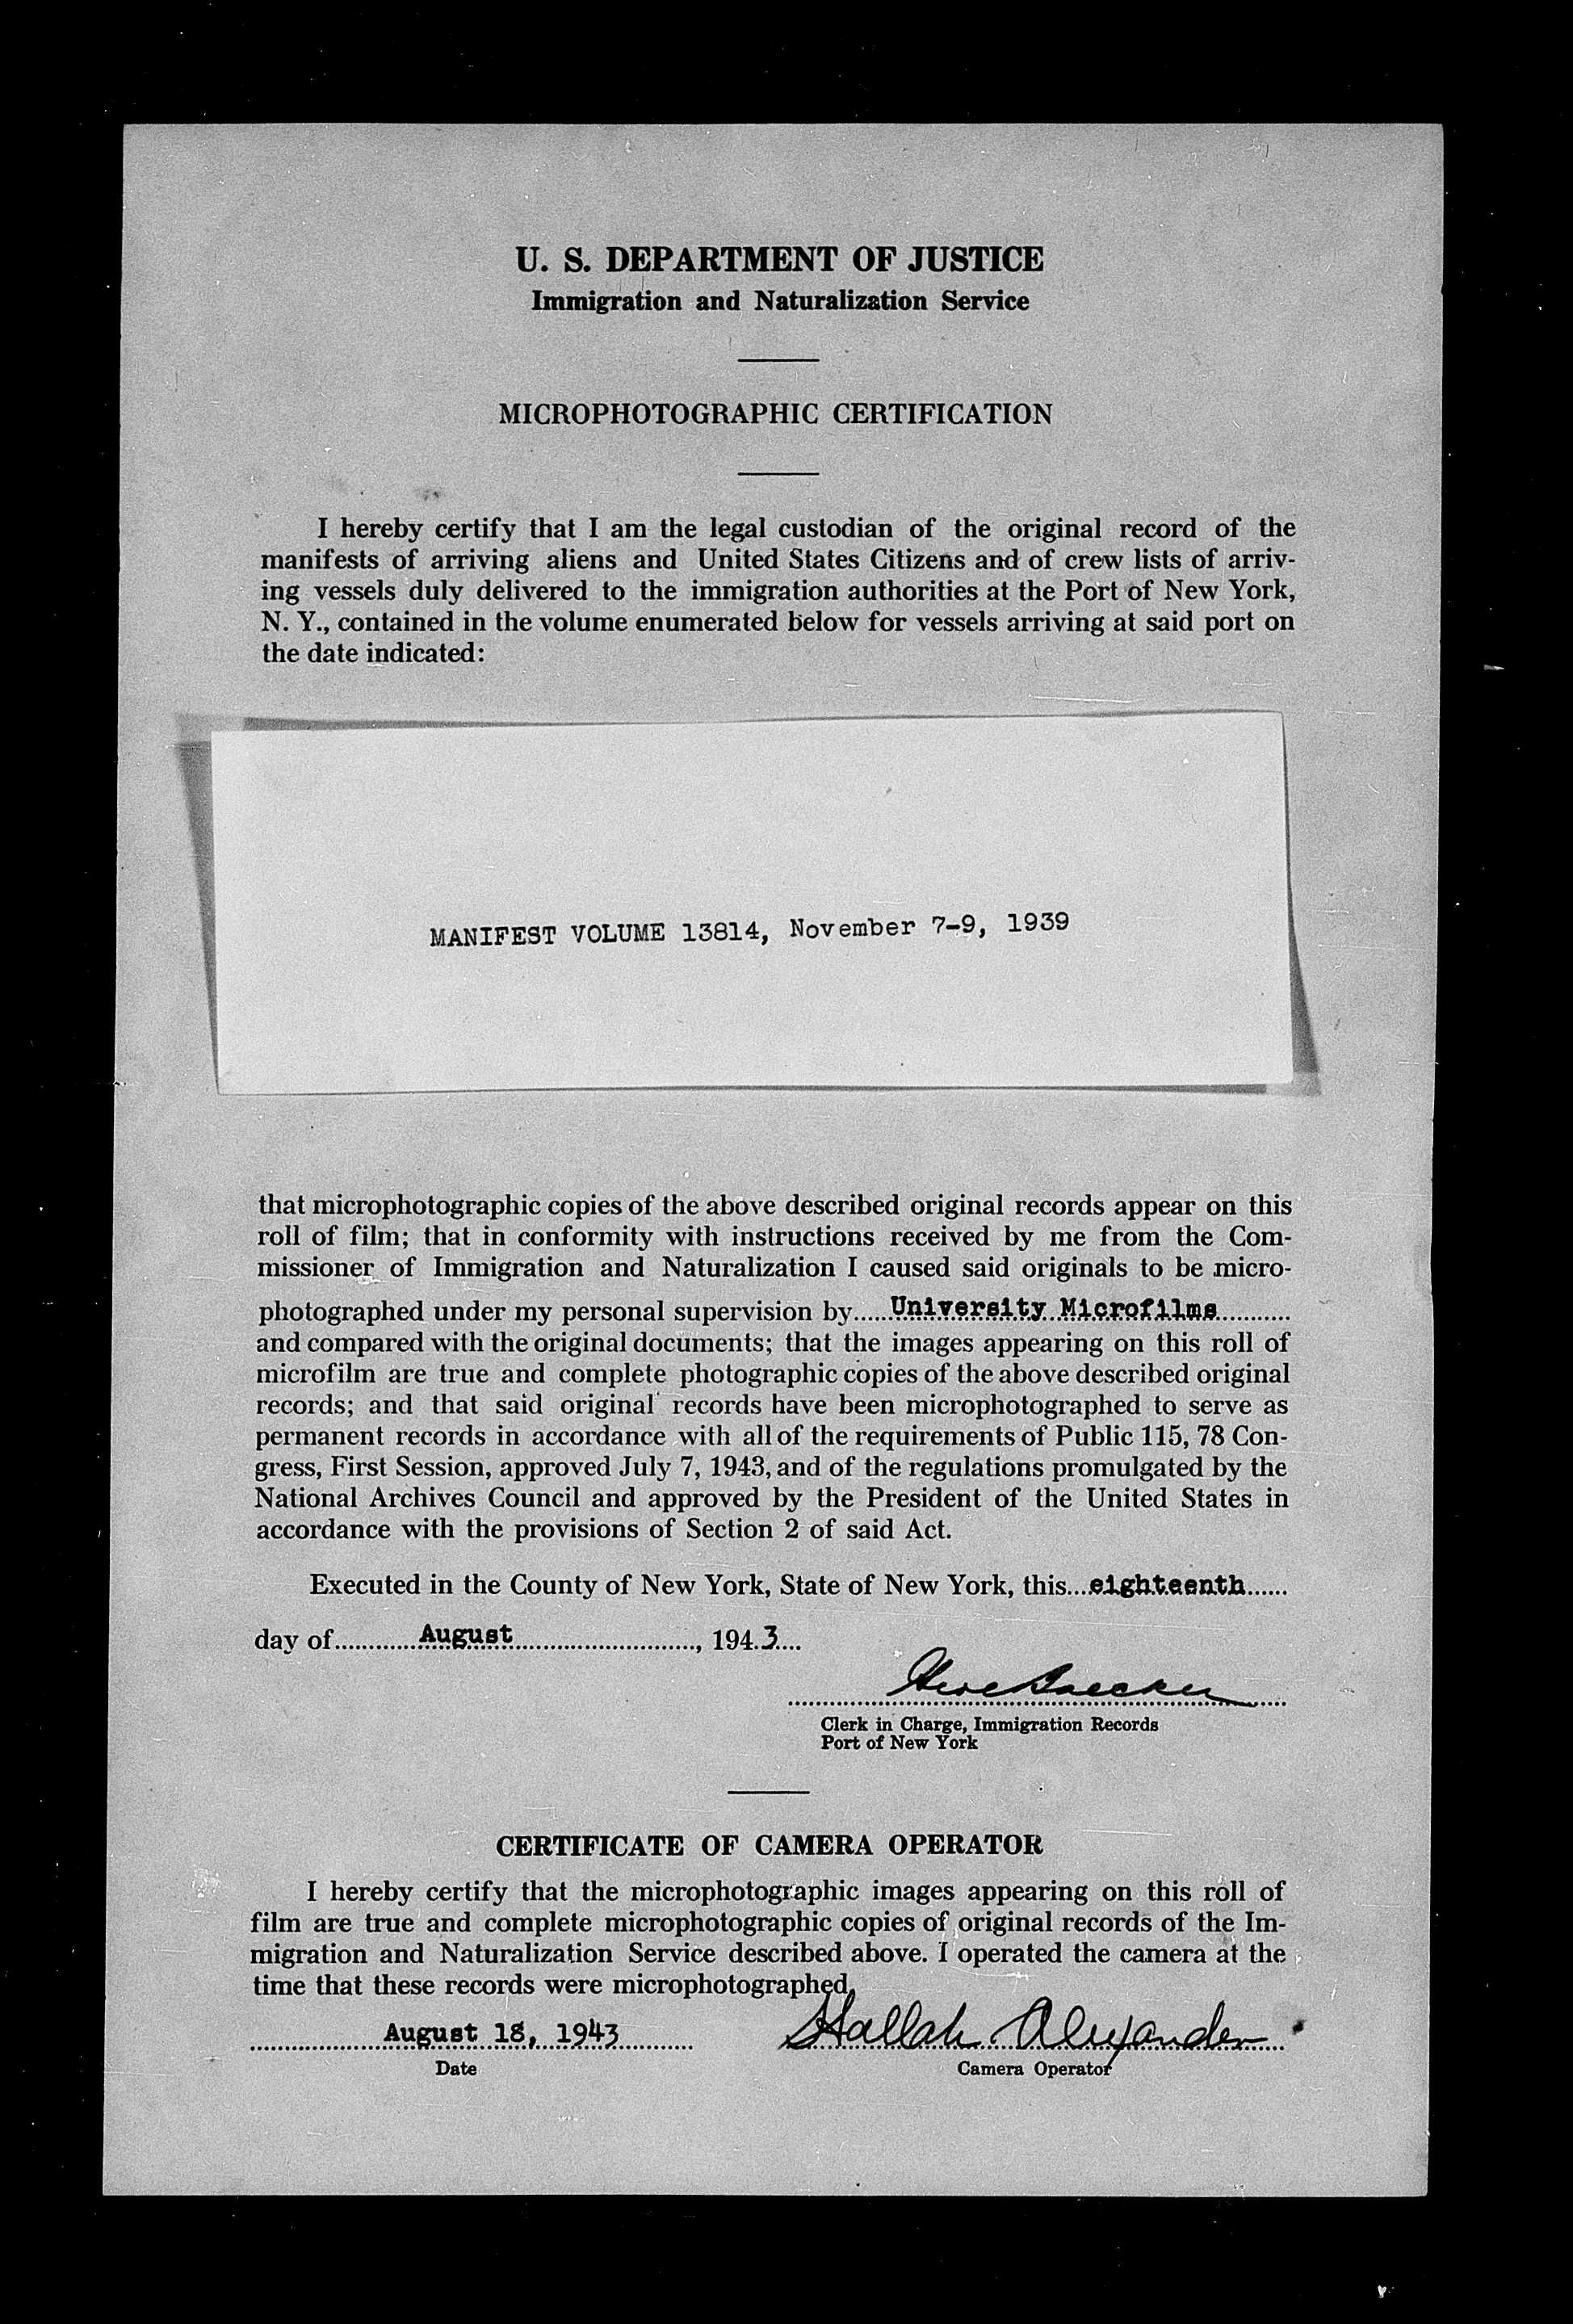 U. S. DEPARTMENT OF JUSTICE
Immigration and Naturalization Service
MICROPHOTOGRAPHIC CERTIFICATION
I hereby certify that I am the legal custodian of the original record of the
manifests of arriving aliens and United States Citizens and of crew lists of arriv-
ing vessels duly delivered to the immigration authorities at the Port of New York,
N. Y., contained in the volume enumerated below for vessels arriving at said port on
the date indicated:
MANIFEST VOLUME 13814, November 7-9, 1939
that microphotographic copies of the above described original records appear on this
roll of film; that in conformity with instructions received by me from the Com-
missioner of Immigration and Naturalization I caused said originals to be micro-
photographed under my personal supervision by.....University Microfilms...........
and compared with the original documents; that the images appearing on this roll of
microfilm are true and complete photographic copies of the above described original
records; and that said original records have been microphotographed to serve as
permanent records in accordance with all of the requirements of Public 115, 78 Con-
gress, First Session, approved July 7, 1943, and of the regulations promulgated by the
National Archives Council and approved by the President of the United States in
accordance with the provisions of Section 2 of said Act.
Executed in the County of New York, State of New York, this...eighteenth......
day of............August..........................., 194.3....
Clerk in Charge, Immigration Records
Port of New York
CERTIFICATE OF CAMERA OPERATOR
I hereby certify that the microphotographic images appearing on this roll of
film are true and complete microphotographic copies of original records of the Im-
migration and Naturalization Service described above. I operated the camera at the
time that these records were microphotographed.
August 18, 1943 Hallah Alexander
Date Camera Operator